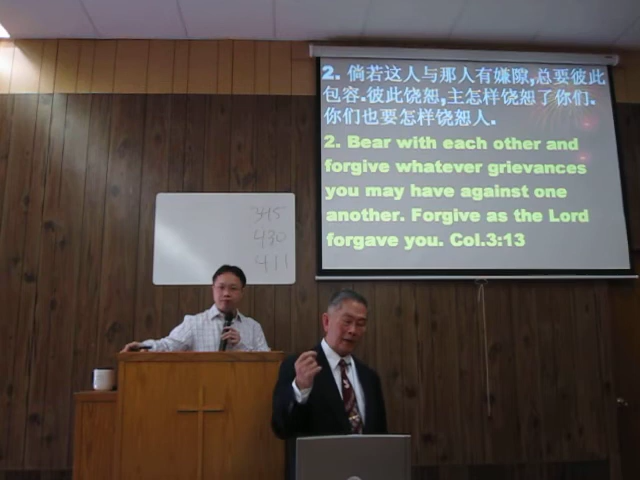 2. 倘若这人与那人有嫌隙,总要彼此
包容.彼此饶恕,主怎样饶恕了你们.
你们也要怎样饶恕人.
2. Bear with each other and
forgive whatever grievances
you may have against one
another. Forgive as the Lord
forgave you. Col.3:13
345
430
411